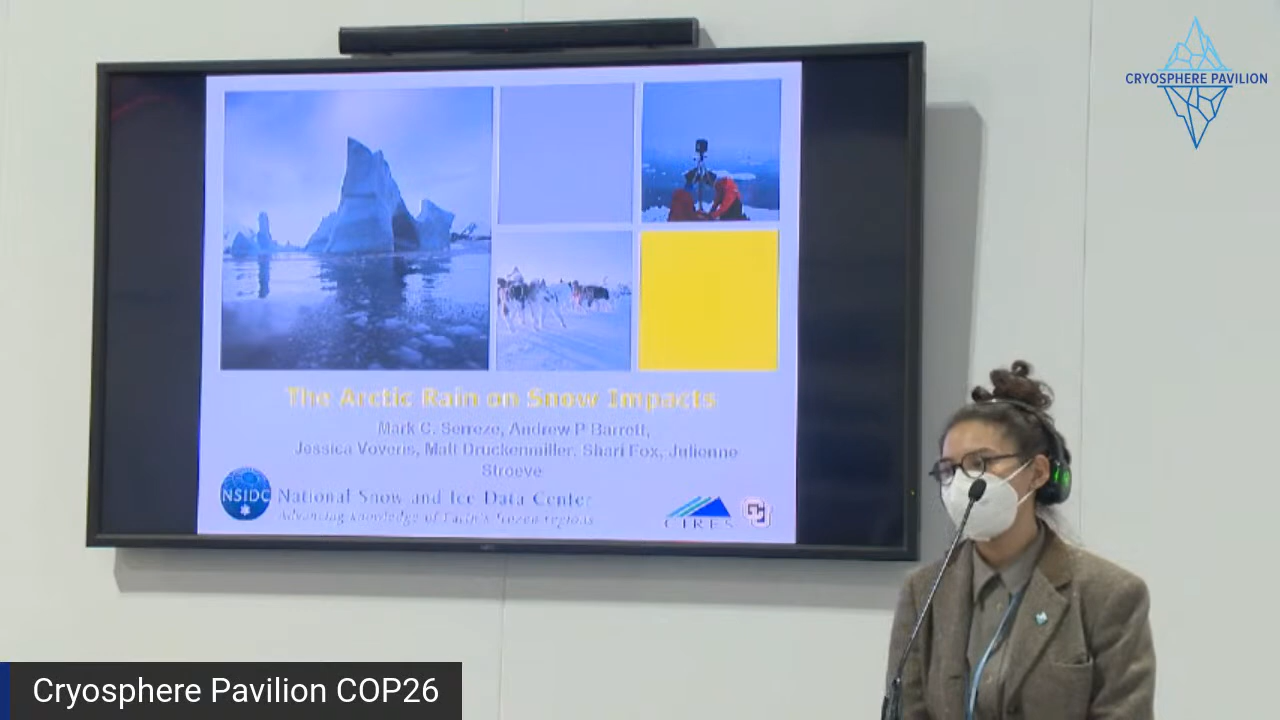 CRYOSPHERE PAVILION
The Arctic Rain on Snow Impacts
Mark C. Serreze, Andrew P Barrett,
Jessica Voveris, Matt Druckenmiller, Shari Fox, Julienne
Stroeve
NSIDC
National Snow and Ice Data Center
Advancing knowledge of Earth's frozen regions
CIRES
CU
Cryosphere Pavilion COP26